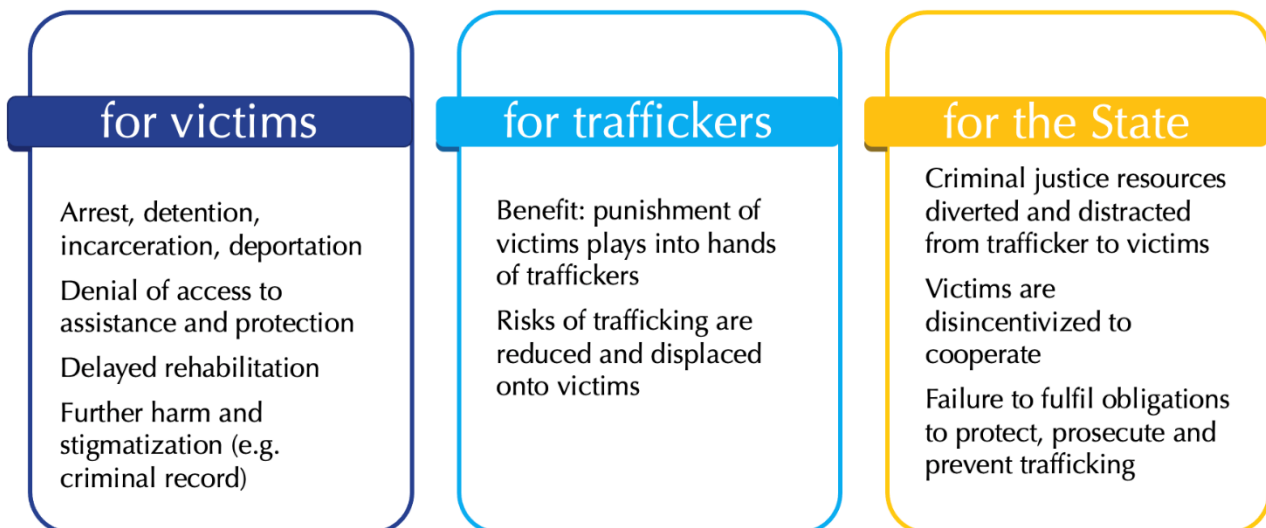 for victims
Arrest, detention,
incarceration, deportation
Denial of access to
assistance and protection
Delayed rehabilitation
Further harm and
stigmatization (e.g.
criminal record)
for traffickers
Benefit: punishment of
victims plays into hands
of traffickers
Risks of trafficking are
reduced and displaced
onto victims
for the State
Criminal justice resources
diverted and distracted
from trafficker to victims
Victims are
disincentivized to
cooperate
Failure to fulfil obligations
to protect, prosecute and
prevent trafficking